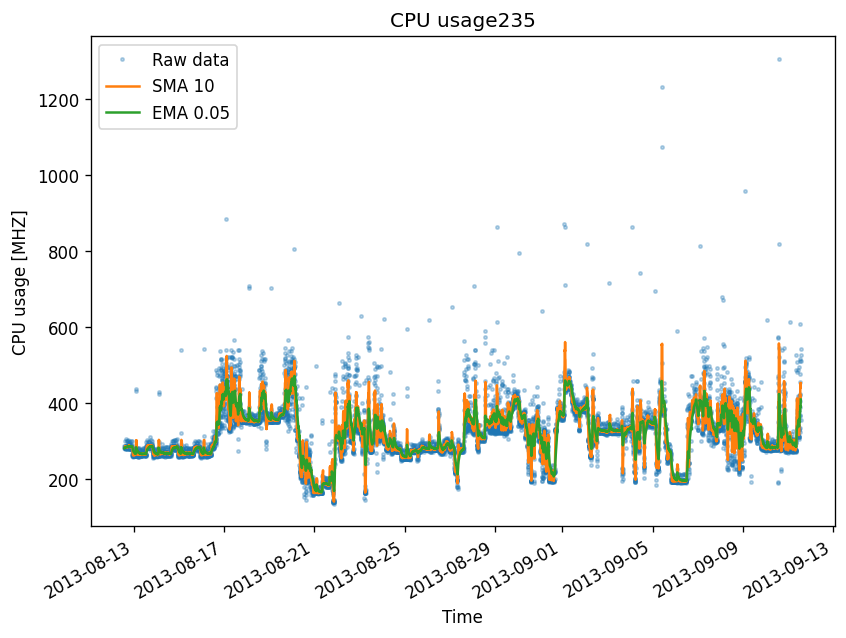 CPU usage235
Raw data
SMA 10
EMA 0.05
1200
1000
800
600
400
200
CPU usage [MHZ]
2013-08-13
2013-08-17
2013-08-21
2013-08-25
2013-08-29
2013-09-01
2013-09-05
2013-09-09
2013-09-13
Time